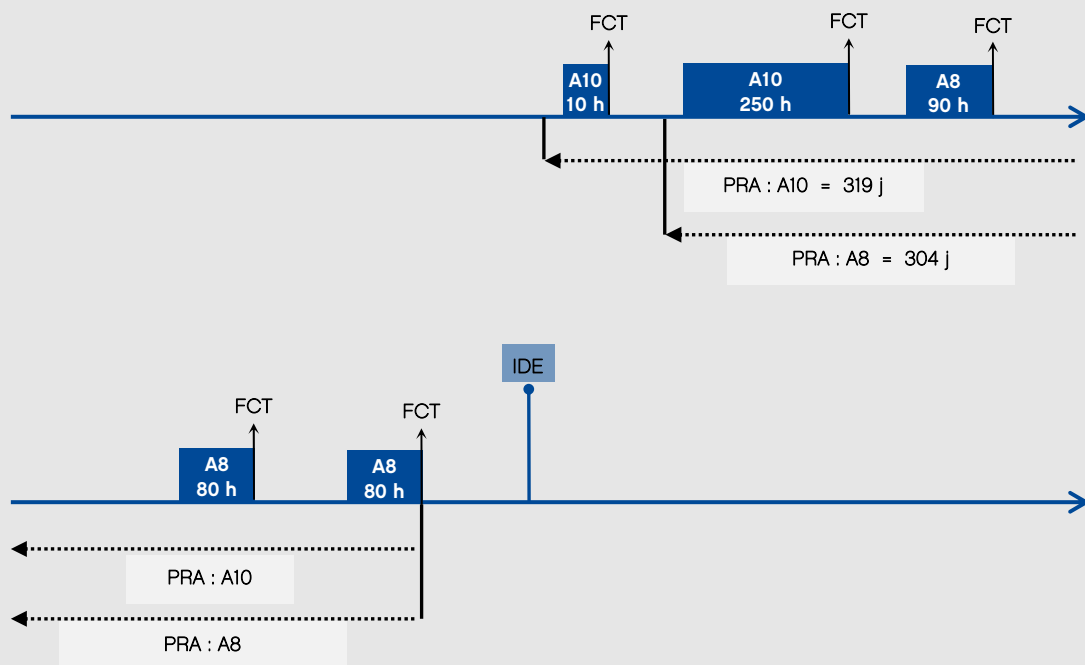 FCT
FCT
FCT
A10
10 h
A10
250 h
A8
90 h
PRA : A10 = 319 j
PRA : A8 = 304 j
IDE
FCT
FCT
A8
80 h
A8
80 h
PRA : A10
PRA : A8